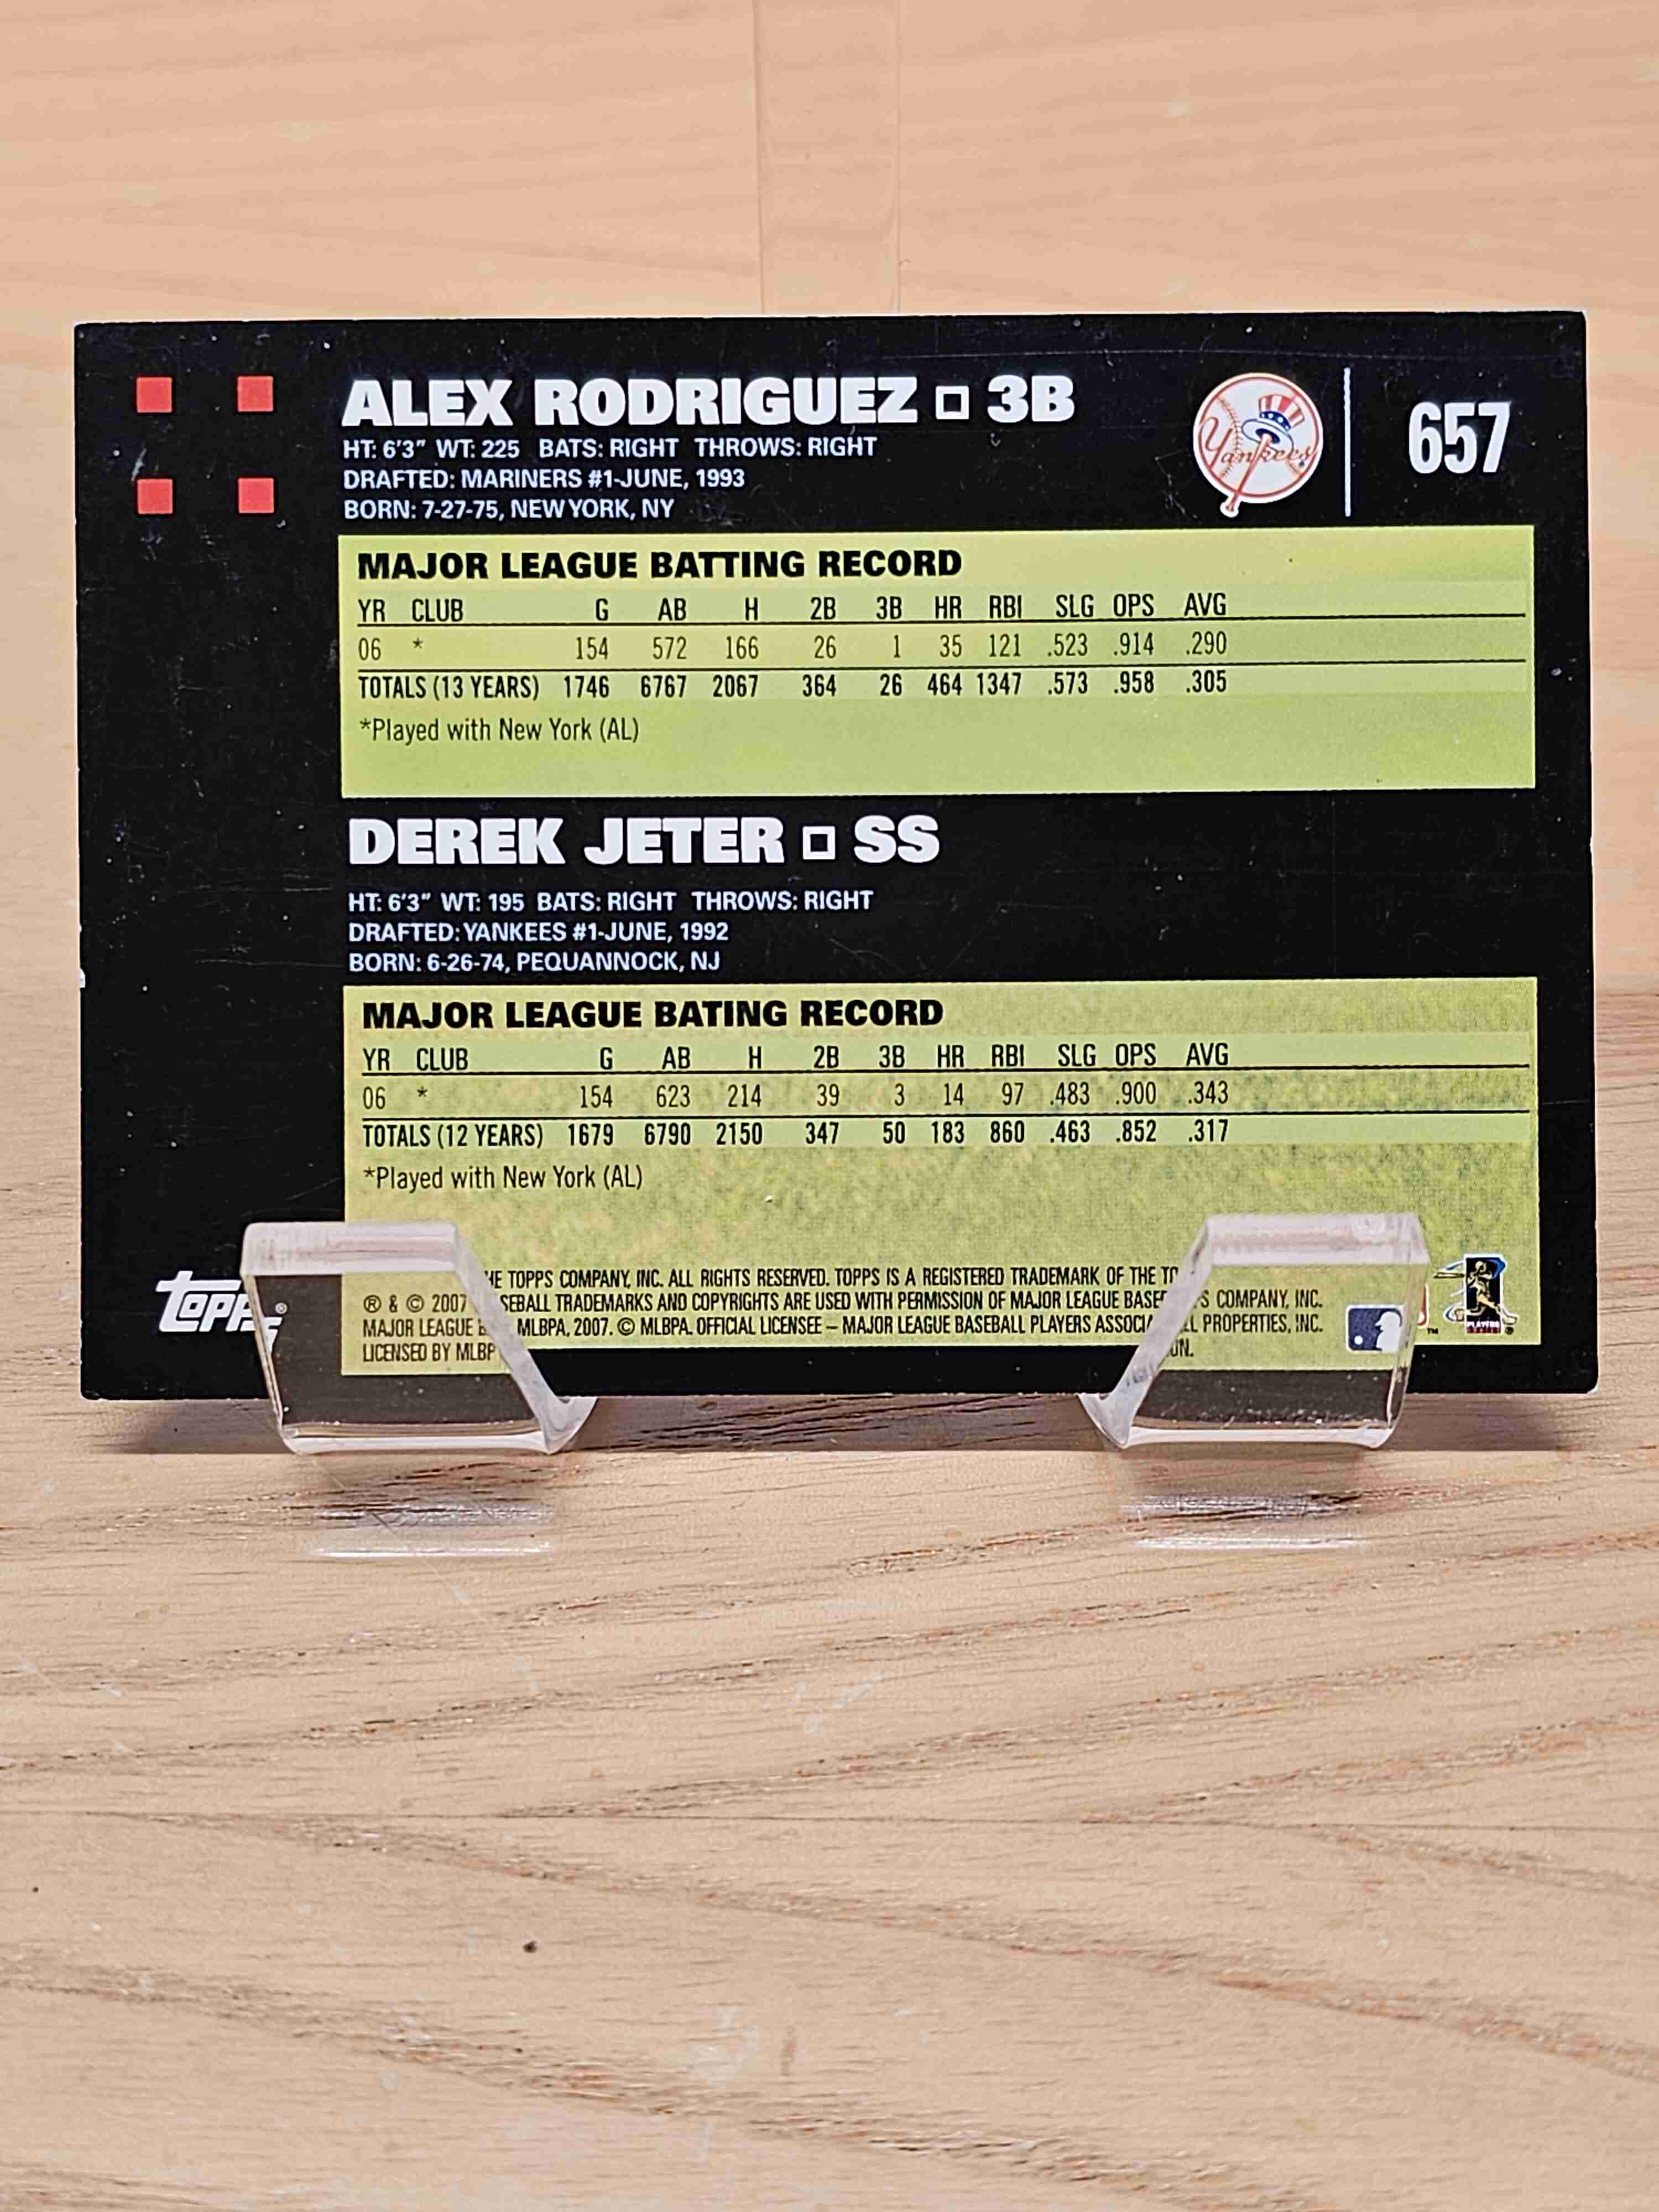 ALEX RODRIGUEZ □ 3B
HT: 6'3" WT: 225 BATS: RIGHT THROWS: RIGHT
DRAFTED: MARINERS #1-JUNE, 1993
BORN: 7-27-75, NEW YORK, NY
Yankees
657
MAJOR LEAGUE BATTING RECORD
YR CLUB G AB H 2B 3B HR RBI SLG OPS AVG
06 * 154 572 166 26 1 35 121 .523 .914 .290
TOTALS (13 YEARS) 1746 6767 2067 364 26 464 1347 .573 .958 .305
*Played with New York (AL)
DEREK JETER □ SS
HT: 6'3" WT: 195 BATS: RIGHT THROWS: RIGHT
DRAFTED: YANKEES #1-JUNE, 1992
BORN: 6-26-74, PEQUANNOCK, NJ
MAJOR LEAGUE BATING RECORD
YR CLUB G AB H 2B 3B HR RBI SLG OPS AVG
06 * 154 623 214 39 3 14 97 .483 .900 .343
TOTALS (12 YEARS) 1679 6790 2150 347 50 183 860 .463 .852 .317
*Played with New York (AL)
TOPPS®
TOPPS COMPANY, INC. ALL RIGHTS RESERVED. TOPPS IS A REGISTERED TRADEMARK OF THE
® & © 2007 TRADEMARKS AND COPYRIGHTS ARE USED WITH PERMISSION OF MAJOR LEAGUE COMPANY, INC.
MAJOR LEAGUE MLBPA, 2007. © MLBPA. OFFICIAL LICENSEE – MAJOR LEAGUE BASEBALL PLAYERS PROPERTIES, INC.
LICENSED BY
™
PLAYERS
®